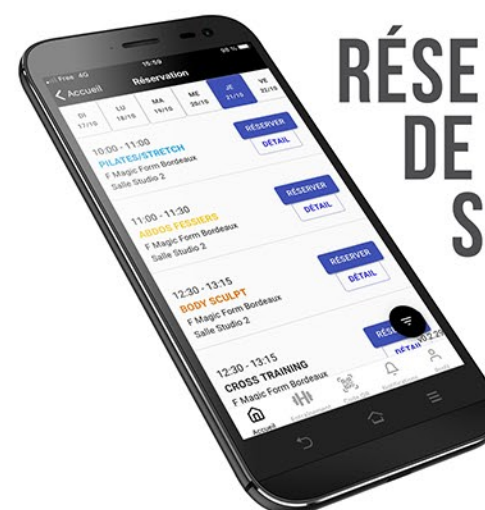 Free 4G 15:59 98 %
Accueil Réservation
DI LU MA ME JE VE
17/10 18/10 19/10 20/10 21/10 22/10
10:00 - 11:00
PILATES/STRETCH
F Magic Form Bordeaux
Salle Studio 2
RÉSERVER
DÉTAIL
11:00 - 11:30
ABDOS FESSIERS
F Magic Form Bordeaux
Salle Studio 2
RÉSERVER
DÉTAIL
12:30 - 13:15
BODY SCULPT
F Magic Form Bordeaux
Salle Studio 2
RÉSERVER
DÉTAIL
12:30 - 13:15
CROSS TRAINING
F Magic Form Bordeaux
DÉTAIL
Accueil Entraînement Code QR Notifications
RÉSE
DE
S